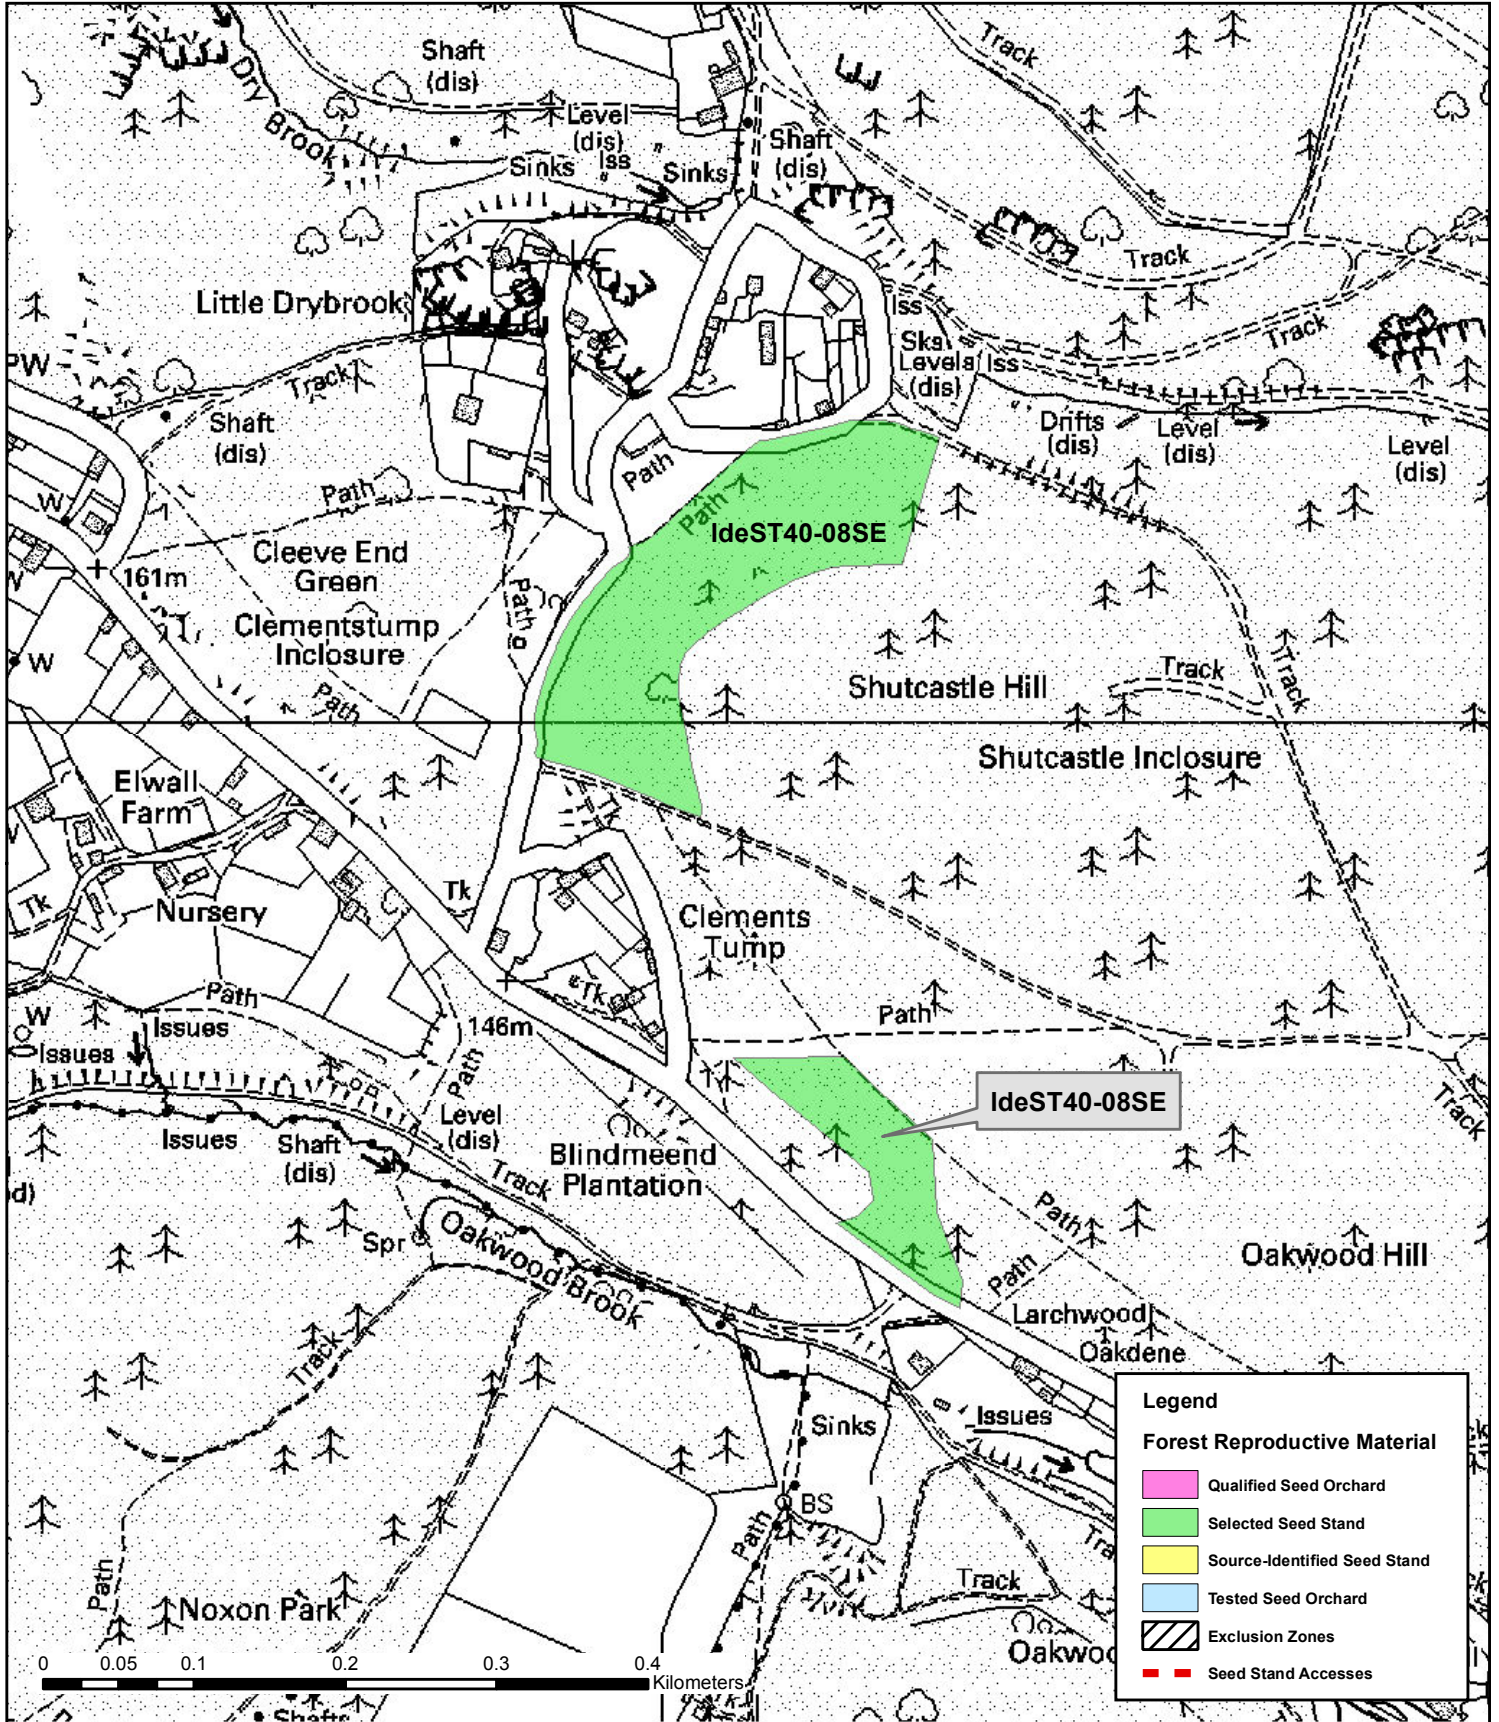 Shaft
(dis)
Track
Dry
Brook
Level
(dis)
Iss
Sinks
Sinks
Shaft
(dis)
Track
Little Drybrook
Iss
Track
PW
Track
Sks
Levels
(dis)
Iss
Shaft
(dis)
Drifts
(dis)
Level
(dis)
Level
(dis)
Path
Path
Path
W
IdeST40-08SE
Cleeve End
Green
161m
Path
Clementstump
Inclosure
W
W
Path
Shutcastle Hill
Track
Track
Shutcastle Inclosure
Elwall
Farm
Tk
Tk
Nursery
Tk
Clements
Tump
Path
Tk
146m
Path
W
Issues
Issues
Path
IdeST40-08SE
Track
Issues
Shaft
(dis)
Level
(dis)
Track
Blindmeend
Plantation
d)
Spr
Oakwood Brook
Path
Path
Oakwood Hill
Larchwood
Oakdene
Track
Sinks
Issues
BS
Path
Path
Track
Tra
Noxon Park
Oakwoo
Shafts
0
0.05
0.1
0.2
0.3
0.4
Kilometers
Legend
Forest Reproductive Material
Qualified Seed Orchard
Selected Seed Stand
Source-Identified Seed Stand
Tested Seed Orchard
Exclusion Zones
Seed Stand Accesses